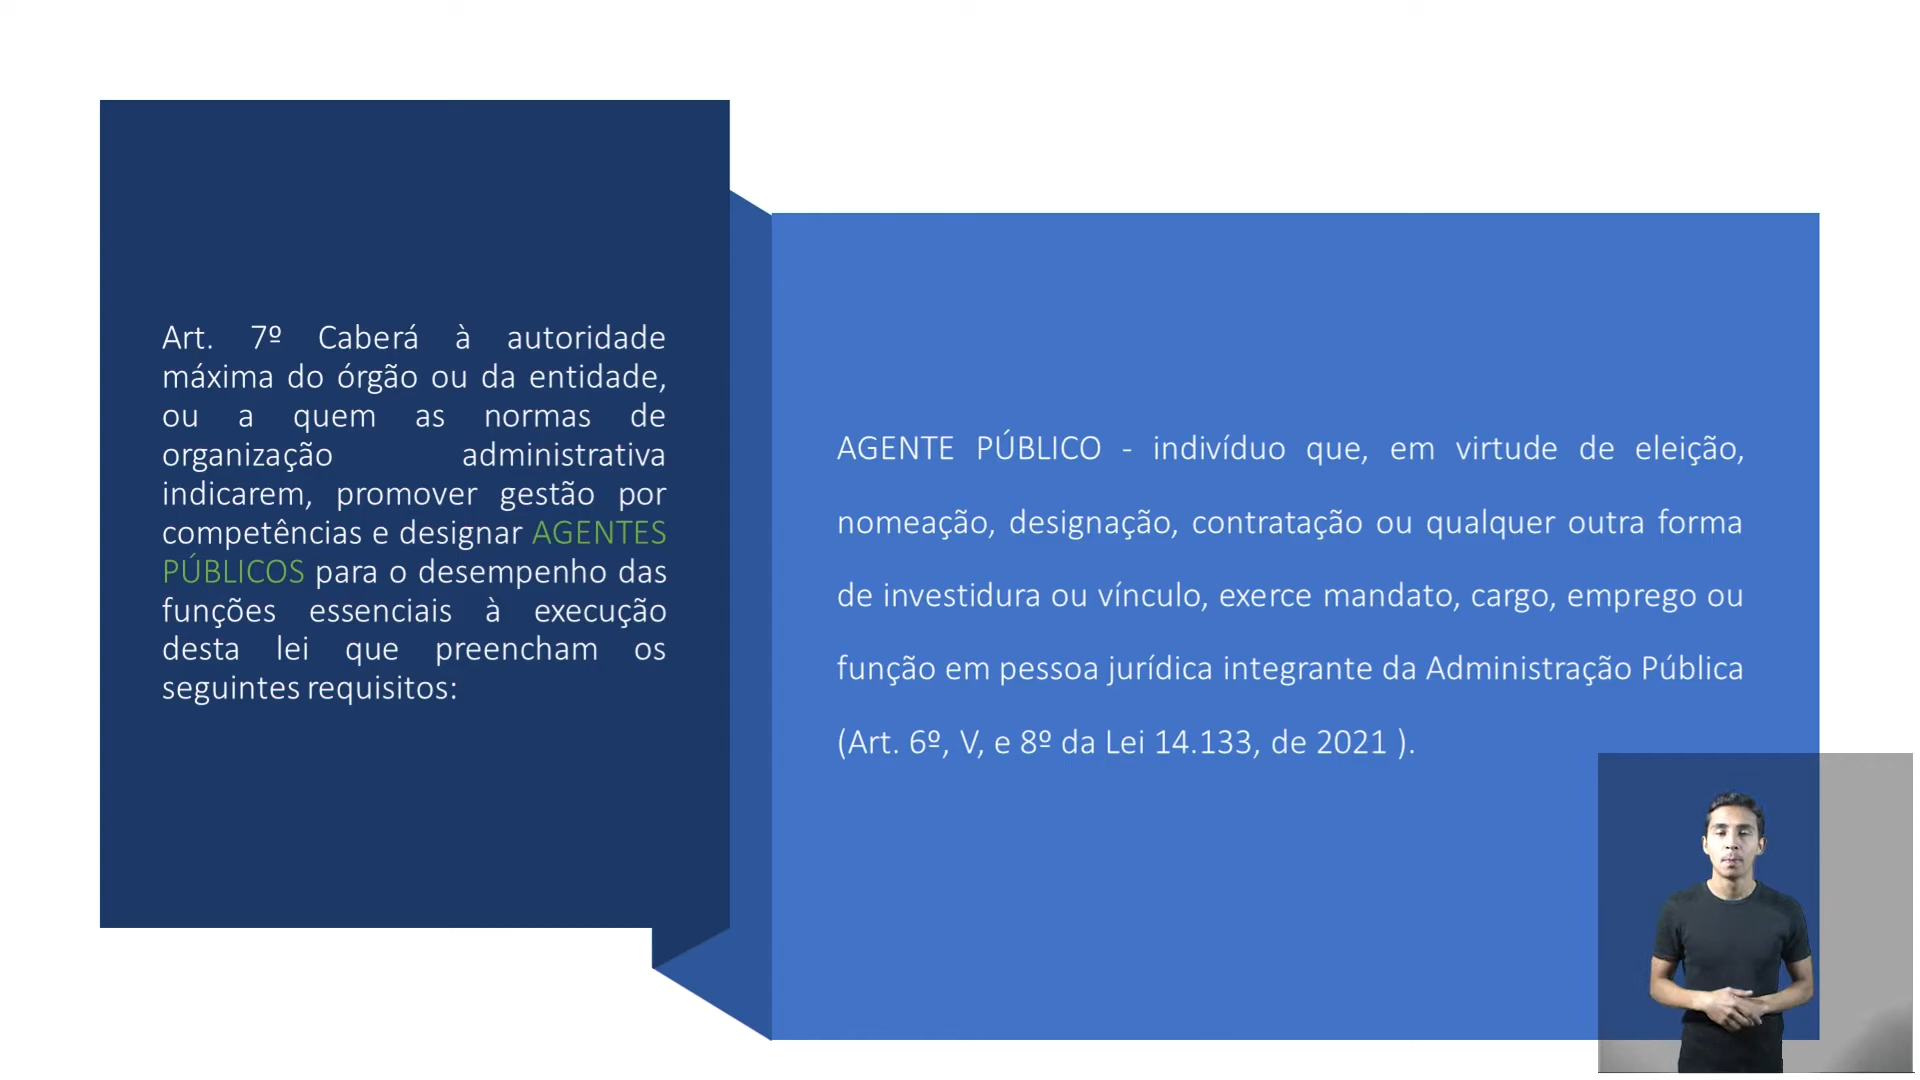 Art. 7º Caberá à autoridade
máxima do órgão ou da entidade,
ou a quem as normas de
organização administrativa
indicarem, promover gestão por
competências e designar AGENTES
PÚBLICOS para o desempenho das
funções essenciais à execução
desta lei que preencham os
seguintes requisitos:
AGENTE PÚBLICO - indivíduo que, em virtude de eleição,
nomeação, designação, contratação ou qualquer outra forma
de investidura ou vínculo, exerce mandato, cargo, emprego ou
função em pessoa jurídica integrante da Administração Pública
(Art. 6º, V, e 8º da Lei 14.133, de 2021 ).